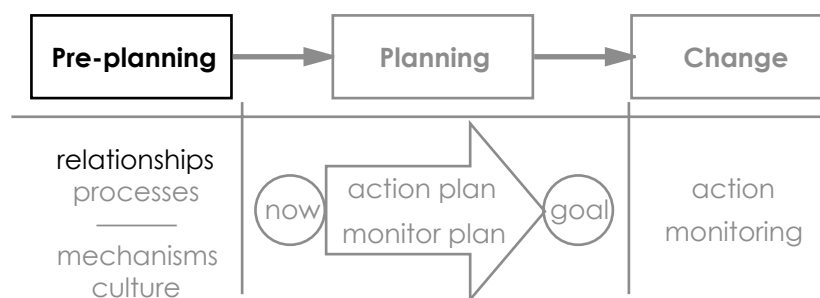 Pre-planning
Planning
Change
relationships
processes
mechanisms
culture
now
action plan
monitor plan
goal
action
monitoring